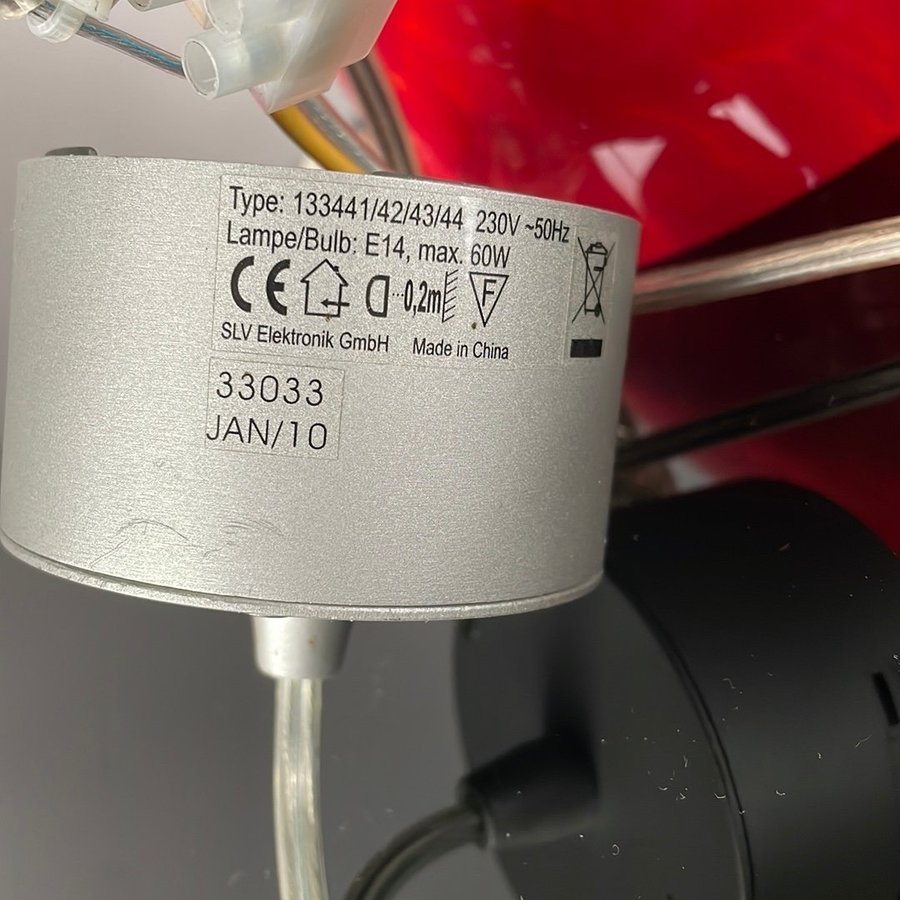 Type: 133441/42/43/44 230V ~50Hz
Lampe/Bulb: E14, max. 60W
CE 0,2m F
SLV Elektronik GmbH Made in China
33033
JAN/10